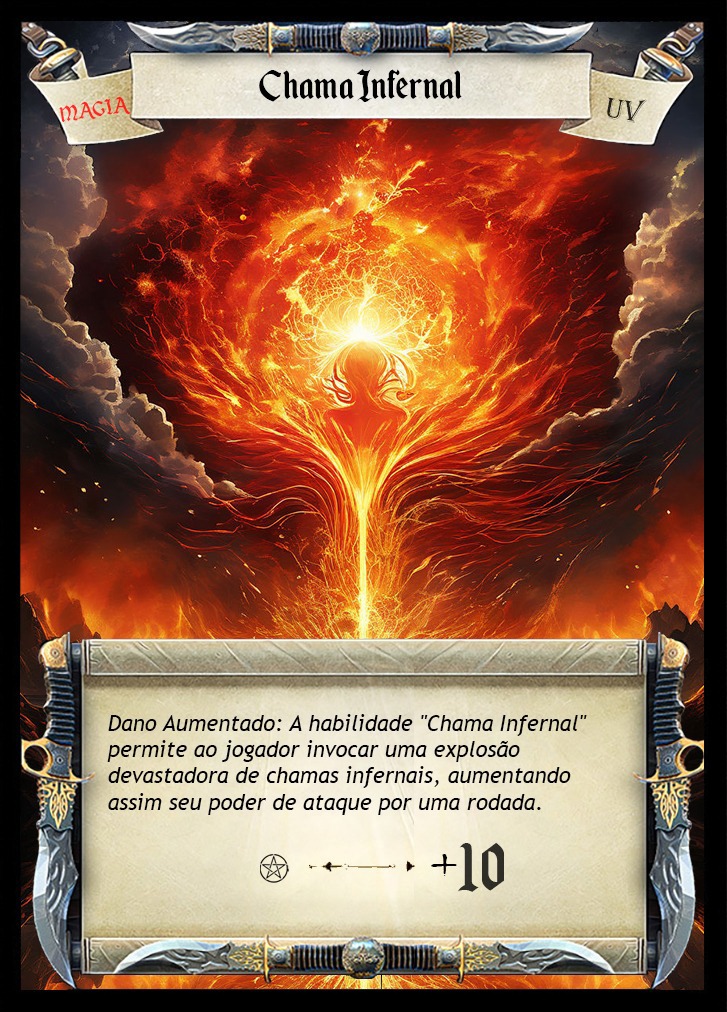 Chama Infernal
MAGIA
UV
Dano Aumentado: A habilidade "Chama Infernal"
permite ao jogador invocar uma explosão
devastadora de chamas infernais, aumentando
assim seu poder de ataque por uma rodada.
+10